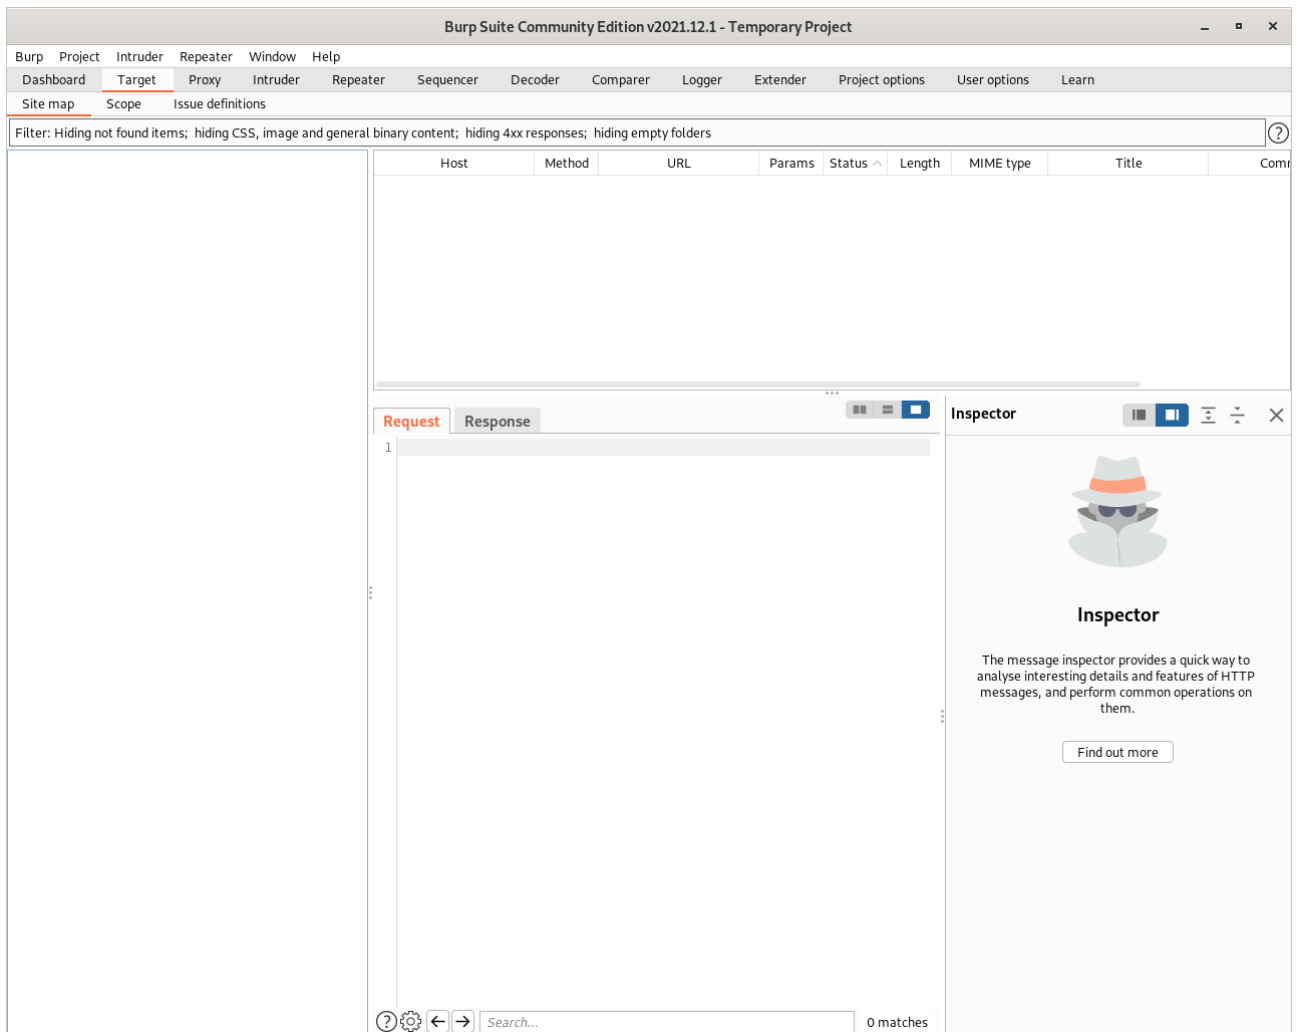 Burp Suite Community Edition v2021.12.1 - Temporary Project
Burp Project Intruder Repeater Window Help
Dashboard Target Proxy Intruder Repeater Sequencer Decoder Comparer Logger Extender Project options User options Learn
Site map Scope Issue definitions
Filter: Hiding not found items; hiding CSS, image and general binary content; hiding 4xx responses; hiding empty folders
?
Host Method URL Params Status Length MIME type Title Com
Request Response
1
Inspector
Inspector
The message inspector provides a quick way to
analyse interesting details and features of HTTP
messages, and perform common operations on
them.
Find out more
? Search... 0 matches